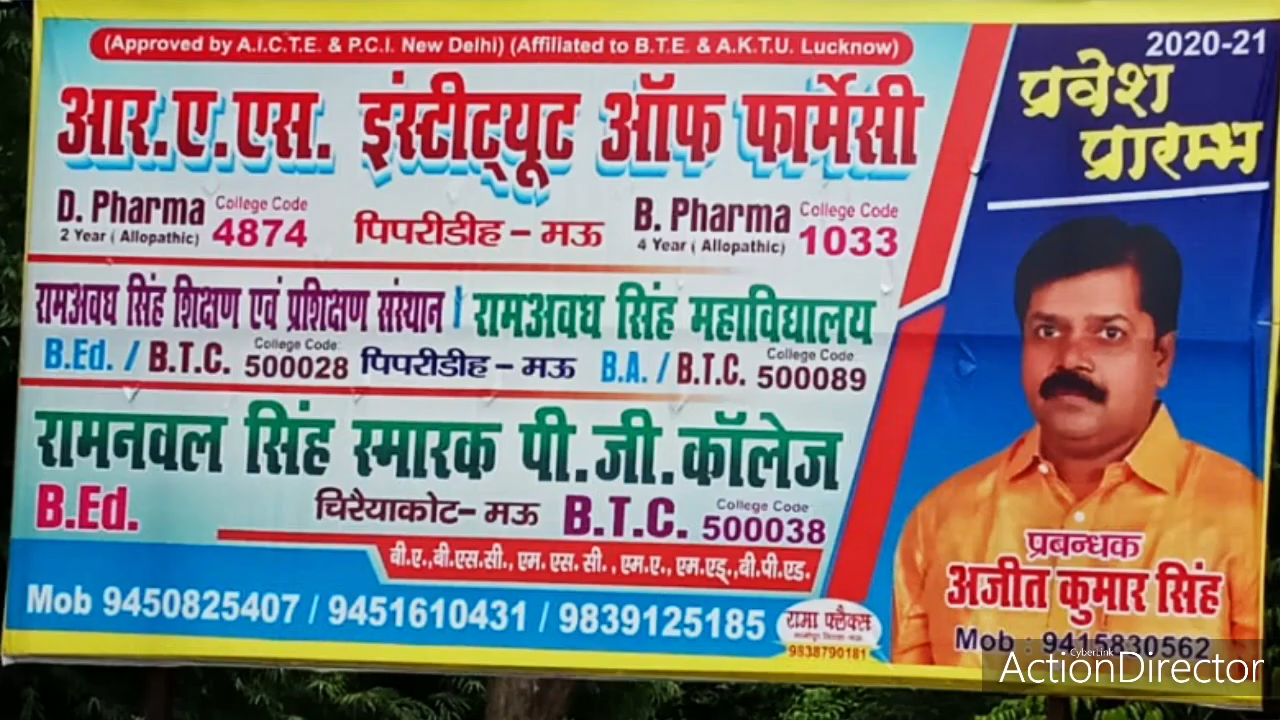 (Approved by A.I.C.T.E. & P.C.I. New Delhi) (Affiliated to B.T.E. & A.K.T.U. Lucknow)
आर.ए.एस. इंस्टीट्यूट ऑफ फार्मेसी
D. Pharma College Code 4874
2 Year ( Allopathic)
पिपरीडीह – मऊ
B. Pharma College Code 1033
4 Year ( Allopathic)
रामअवध सिंह शिक्षण एवं प्रशिक्षण संस्थान
रामअवध सिंह महाविद्यालय
B.Ed. / B.T.C. College Code: 500028 पिपरीडीह – मऊ B.A. / B.T.C. College Code: 500089
रामनवल सिंह स्मारक पी.जी.कॉलेज
B.Ed. चिरैयाकोट– मऊ B.T.C. College Code 500038
बी.ए.,बी.एस.सी., एम. एस. सी. , एम.ए., एम.एड्.,बी.पी.एड.
Mob 9450825407 / 9451610431 / 9839125185
रामा फ्लैक्स
9838790181
2020-21
प्रवेश
प्रारम्भ
प्रबन्धक
अजीत कुमार सिंह
Mob : 9415830562
CyberLink
ActionDirector